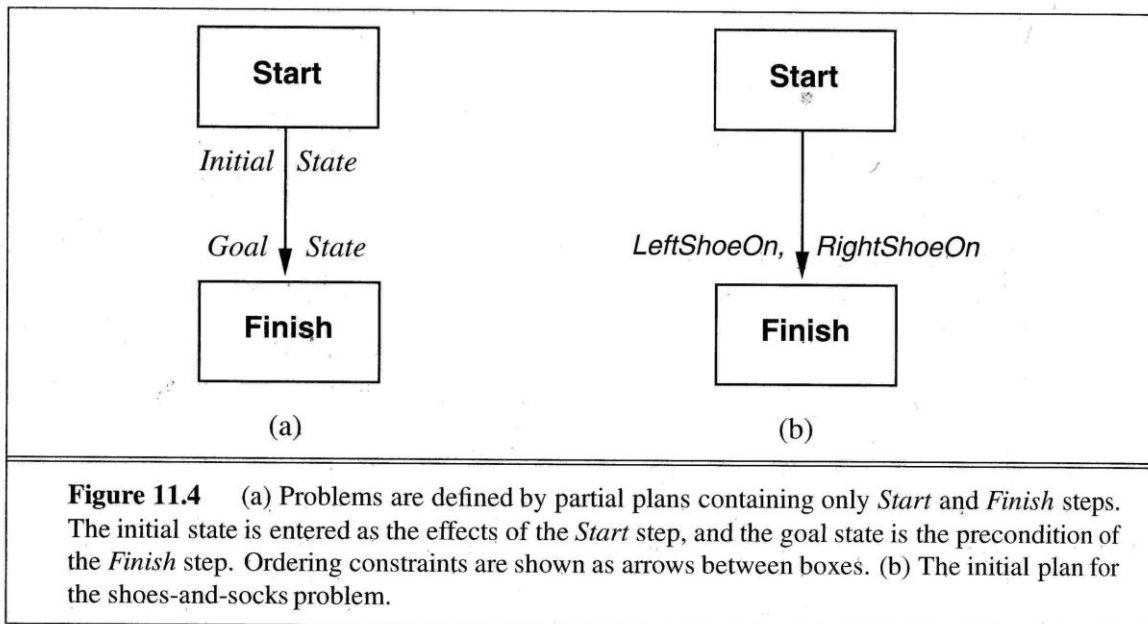 Start
Initial State
Goal State
Finish
(a)
Start
LeftShoeOn, RightShoeOn
Finish
(b)
Figure 11.4 (a) Problems are defined by partial plans containing only Start and Finish steps.
The initial state is entered as the effects of the Start step, and the goal state is the precondition of
the Finish step. Ordering constraints are shown as arrows between boxes. (b) The initial plan for
the shoes-and-socks problem.